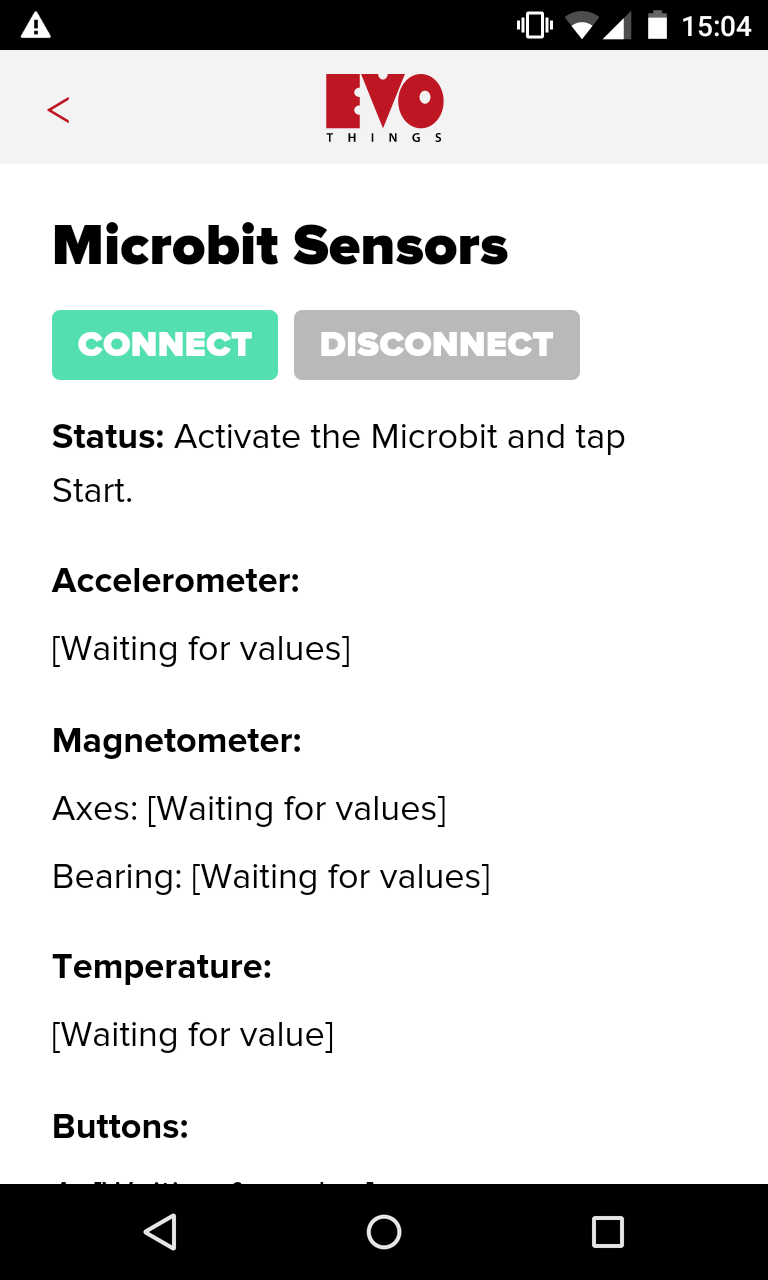 15:04
<
EVO
THINGS
Microbit Sensors
CONNECT DISCONNECT
Status: Activate the Microbit and tap
Start.
Accelerometer:
[Waiting for values]
Magnetometer:
Axes: [Waiting for values]
Bearing: [Waiting for values]
Temperature:
[Waiting for value]
Buttons: